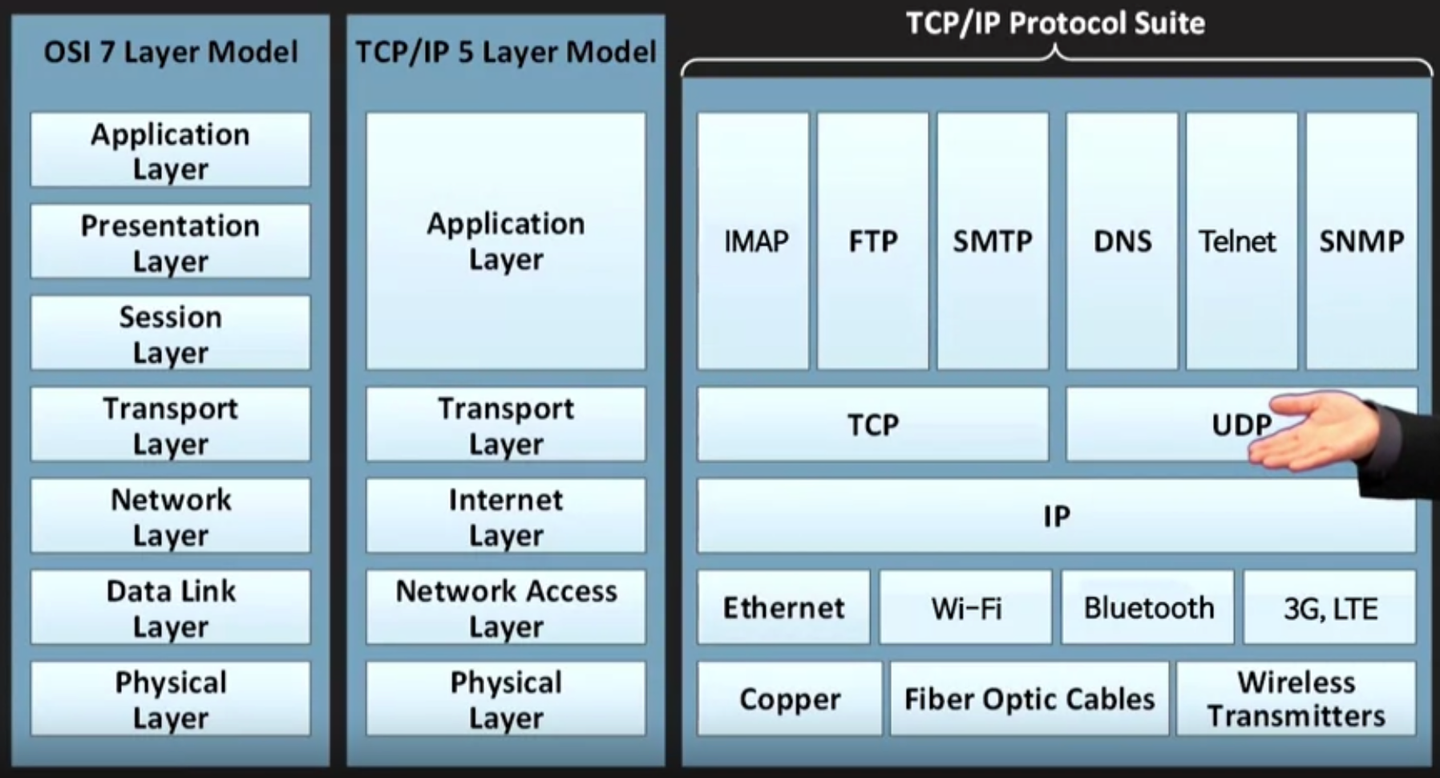 OSI 7 Layer Model
Application
Layer
Presentation
Layer
Session
Layer
Transport
Layer
Network
Layer
Data Link
Layer
Physical
Layer
TCP/IP 5 Layer Model
Application
Layer
Transport
Layer
Internet
Layer
Network Access
Layer
Physical
Layer
TCP/IP Protocol Suite
IMAP
FTP
SMTP
DNS
Telnet
SNMP
TCP
UDP
IP
Ethernet
Wi-Fi
Bluetooth
3G, LTE
Copper
Fiber Optic Cables
Wireless
Transmitters